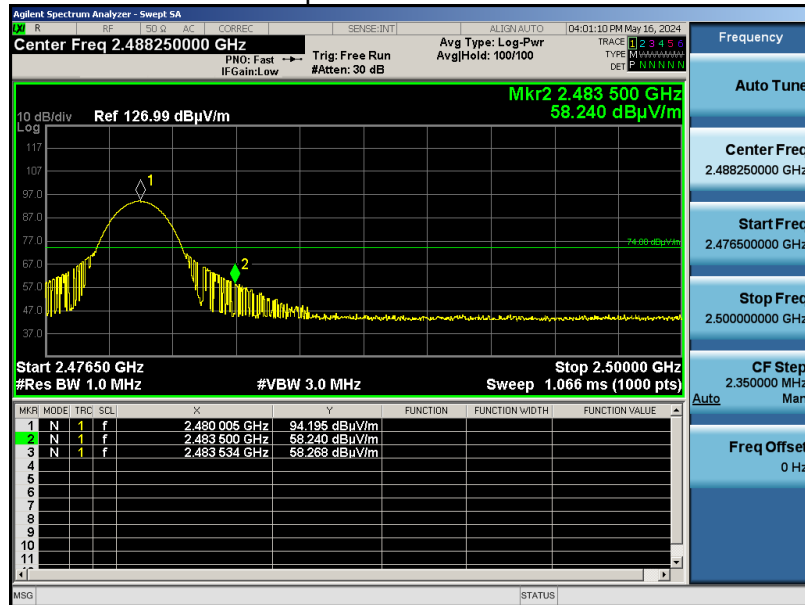 Agilent Spectrum Analyzer - Swept SA
LXI R RF 50 Ω AC CORREC SENSE:INT ALIGN AUTO 04:01:10 PM May 16, 2024
Center Freq 2.488250000 GHz Avg Type: Log-Pwr TRACE 1 2 3 4 5 6
PNO: Fast Trig: Free Run Avg|Hold: 100/100 TYPE M
IFGain:Low #Atten: 30 dB DET P N N N N N
Mkr2 2.483 500 GHz
58.240 dBµV/m
10 dB/div Ref 126.99 dBµV/m
Log
117
107
97.0
87.0
77.0
67.0
57.0
47.0
37.0
1
2
74.00 dBµV/m
Start 2.47650 GHz Stop 2.50000 GHz
#Res BW 1.0 MHz #VBW 3.0 MHz Sweep 1.066 ms (1000 pts)
MKR MODE TRC SCL X Y FUNCTION FUNCTION WIDTH FUNCTION VALUE
1 N 1 f 2.480 005 GHz 94.195 dBµV/m
2 N 1 f 2.483 500 GHz 58.240 dBµV/m
3 N 1 f 2.483 534 GHz 58.268 dBµV/m
4
5
6
7
8
9
10
11
MSG STATUS
Frequency
Auto Tune
Center Freq
2.488250000 GHz
Start Freq
2.476500000 GHz
Stop Freq
2.500000000 GHz
CF Step
2.350000 MHz
Auto Man
Freq Offset
0 Hz